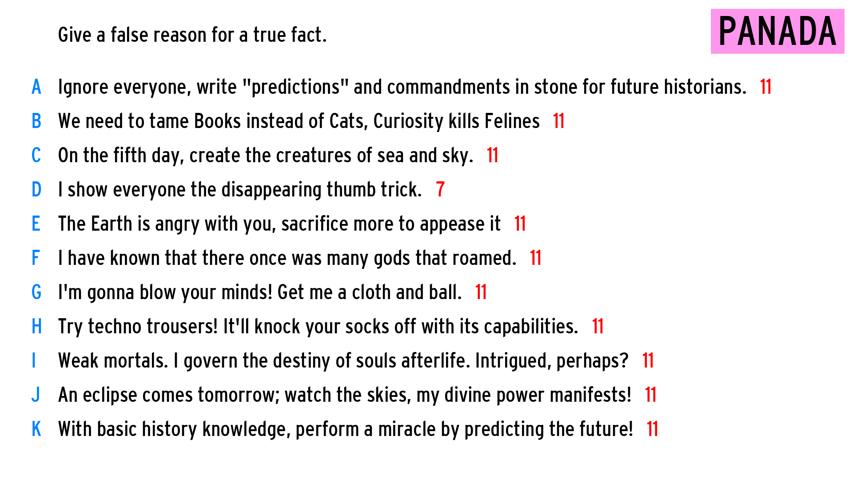 Give a false reason for a true fact.
PANADA
A Ignore everyone, write "predictions" and commandments in stone for future historians. 11
B We need to tame Books instead of Cats, Curiosity kills Felines 11
C On the fifth day, create the creatures of sea and sky. 11
D I show everyone the disappearing thumb trick. 7
E The Earth is angry with you, sacrifice more to appease it 11
F I have known that there once was many gods that roamed. 11
G I'm gonna blow your minds! Get me a cloth and ball. 11
H Try techno trousers! It'll knock your socks off with its capabilities. 11
I Weak mortals. I govern the destiny of souls afterlife. Intrigued, perhaps? 11
J An eclipse comes tomorrow; watch the skies, my divine power manifests! 11
K With basic history knowledge, perform a miracle by predicting the future! 11